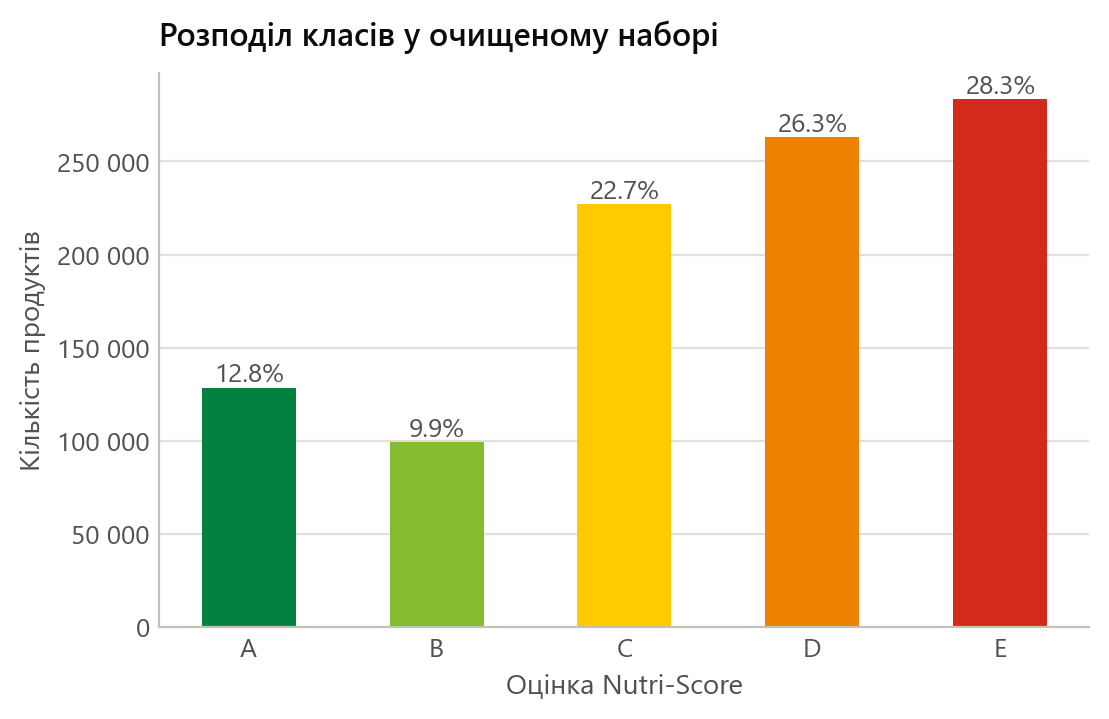 Розподіл класів у очищеному наборі
28.3%
26.3%
22.7%
12.8%
9.9%
250 000
200 000
150 000
100 000
50 000
0
Кількість продуктів
A B C D E
Оцінка Nutri-Score